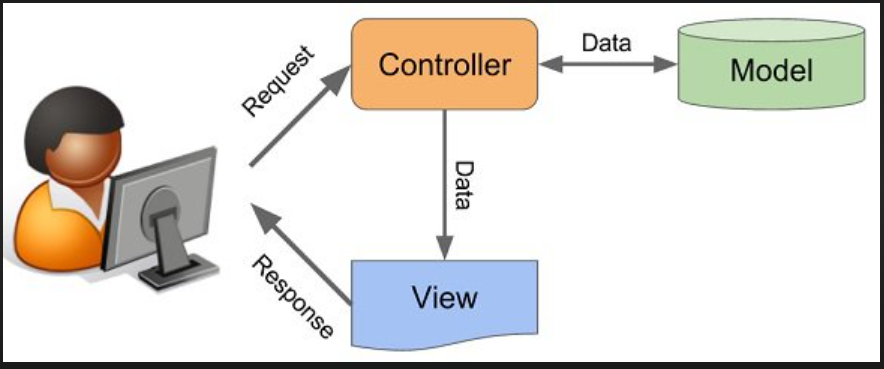 Request
Controller
Data
Model
Data
Response
View